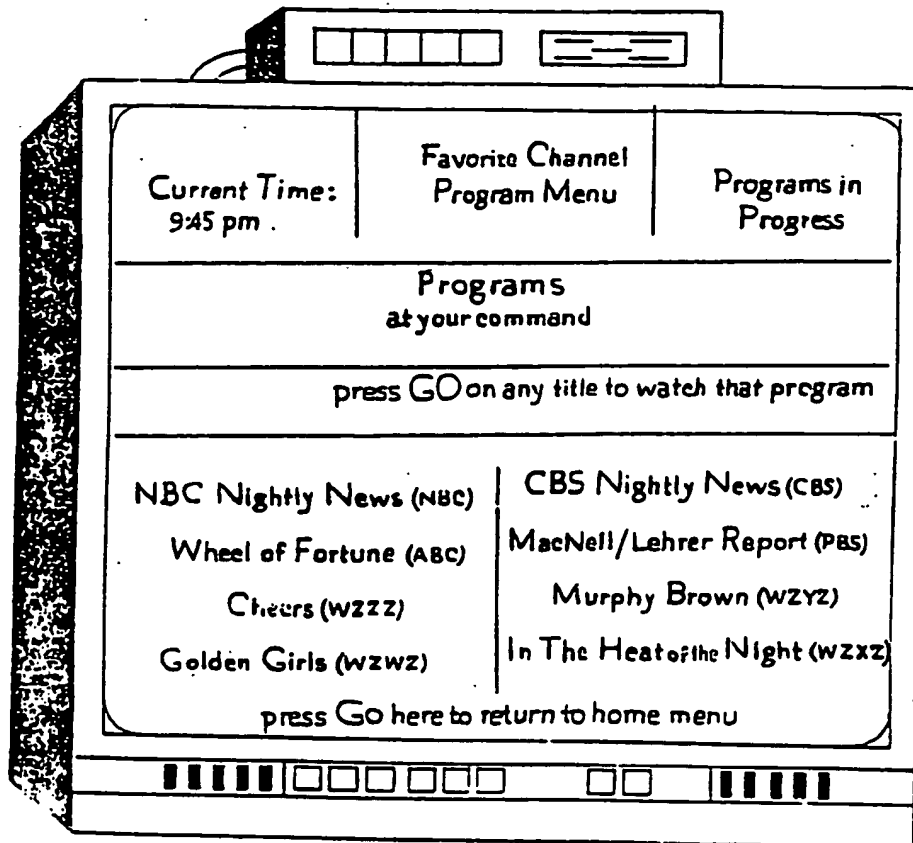 Current Time:
9:45 pm .
Favorite Channel
Program Menu
Programs in
Progress
Programs
at your command
press GO on any title to watch that program
NBC Nightly News (NBC)
Wheel of Fortune (ABC)
Cheers (WZZZ)
Golden Girls (WZWZ)
CBS Nightly News (CBS)
MacNeil/Lehrer Report (PBS)
Murphy Brown (WZYZ)
In The Heat of the Night (WZXZ)
press Go here to return to home menu